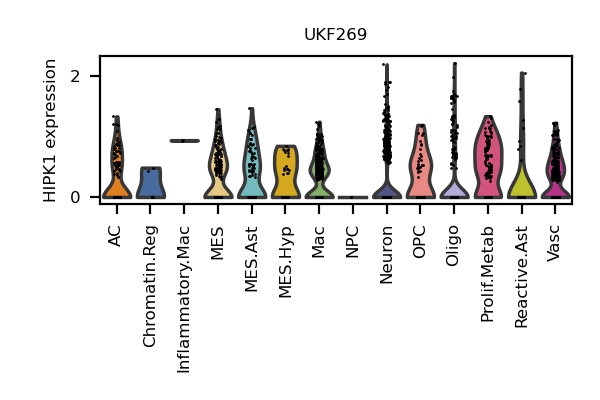 UKF269
HIPK1 expression
2
0
AC
Chromatin.Reg
Inflammatory.Mac
MES
MES.Ast
MES.Hyp
Mac
NPC
Neuron
OPC
Oligo
Prolif.Metab
Reactive.Ast
Vasc